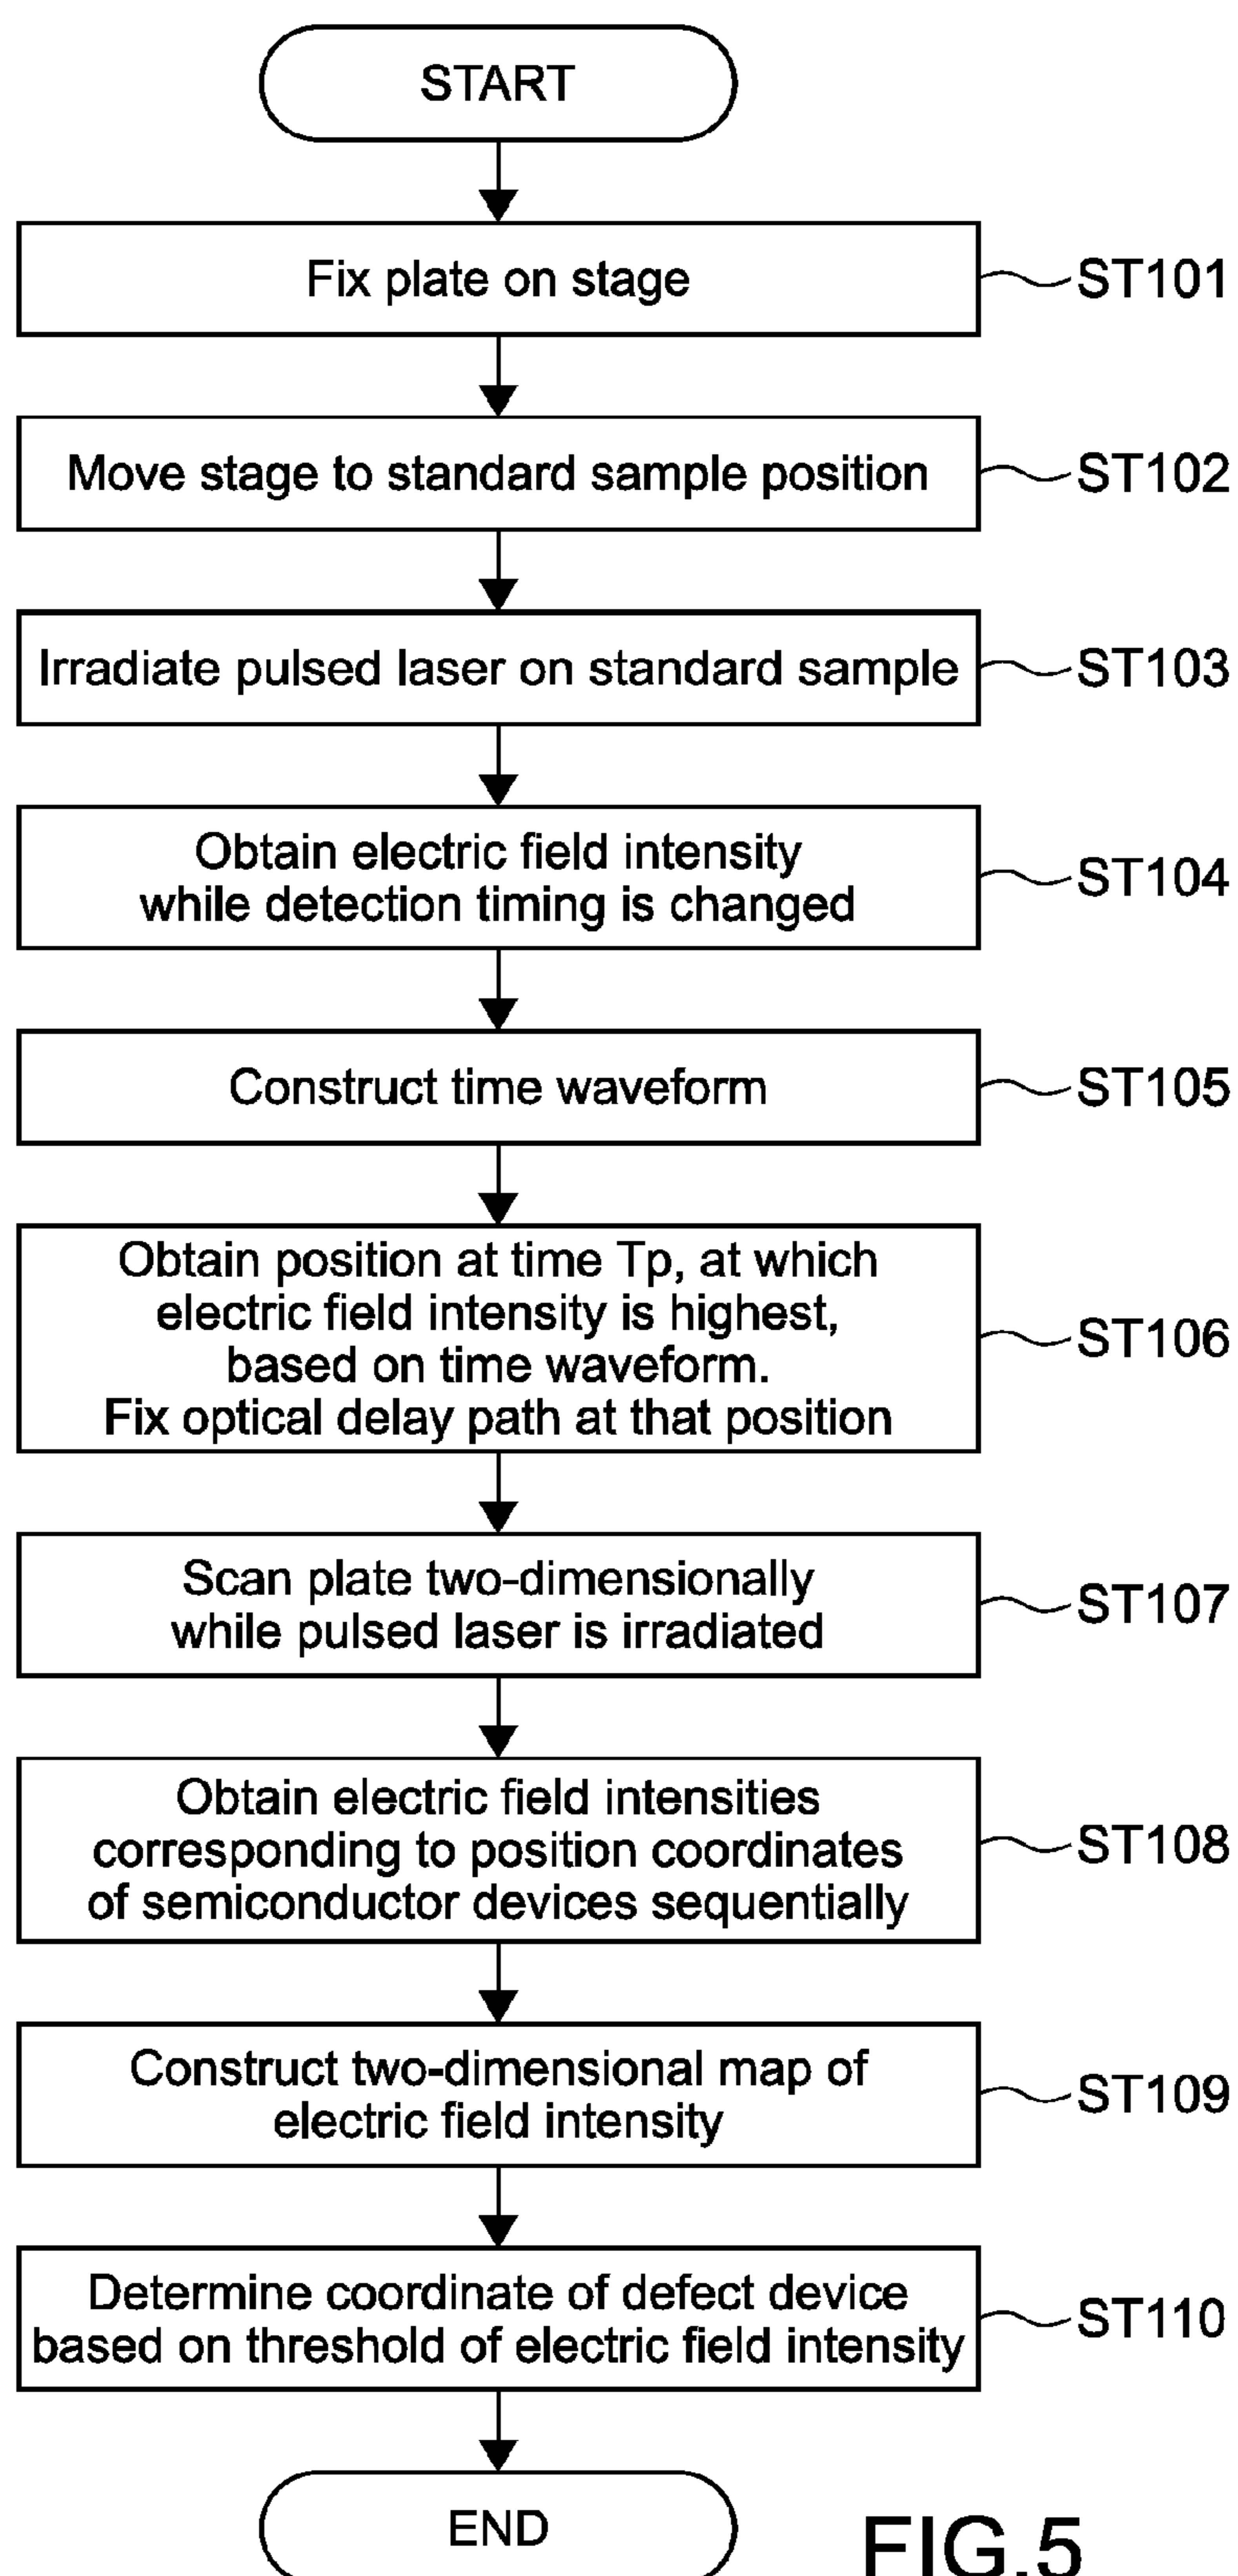 START
Fix plate on stage
ST101
Move stage to standard sample position
ST102
Irradiate pulsed laser on standard sample
ST103
Obtain electric field intensity
while detection timing is changed
ST104
Construct time waveform
ST105
Obtain position at time Tp, at which
electric field intensity is highest,
based on time waveform.
Fix optical delay path at that position
ST106
Scan plate two-dimensionally
while pulsed laser is irradiated
ST107
Obtain electric field intensities
corresponding to position coordinates
of semiconductor devices sequentially
ST108
Construct two-dimensional map of
electric field intensity
ST109
Determine coordinate of defect device
based on threshold of electric field intensity
ST110
END
FIG.5